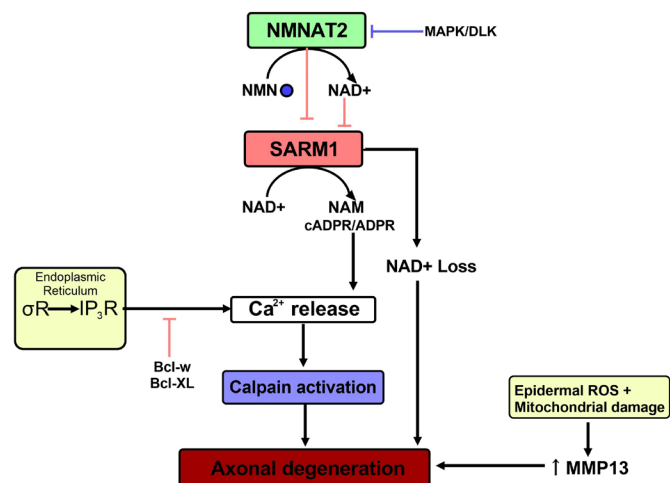 NMNAT2
MAPK/DLK
NMN
NAD+
SARM1
NAD+
NAM
cADPR/ADPR
NAD+ Loss
Endoplasmic
Reticulum
σR
IP₃R
Ca²⁺ release
Bcl-w
Bcl-XL
Calpain activation
Epidermal ROS +
Mitochondrial damage
Axonal degeneration
↑ MMP13